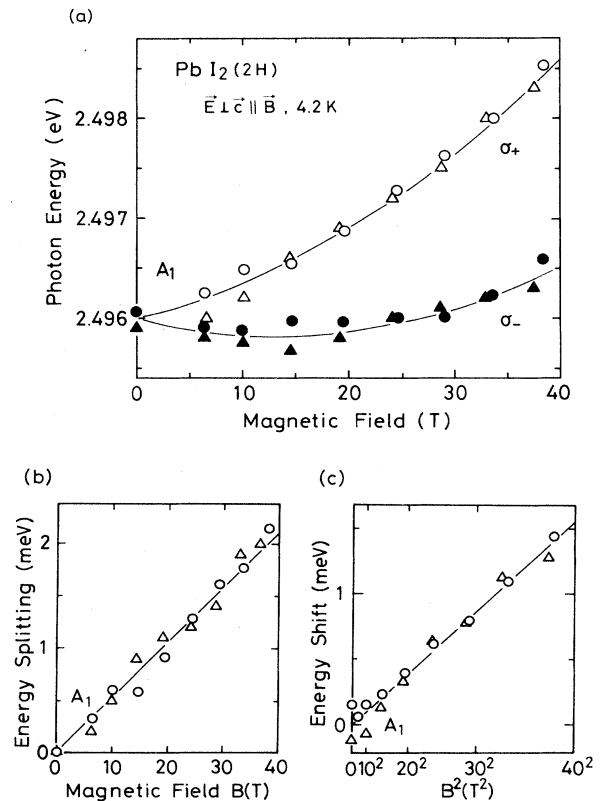 (a)
Pb I₂ (2H)
E⃗ ⊥ c⃗ ∥ B⃗ , 4.2 K
Photon Energy (eV)
2.498
2.497
2.496
A₁
σ₊
σ₋
0 10 20 30 40
Magnetic Field (T)
(b)
Energy Splitting (meV)
2
1
0
A₁
0 10 20 30 40
Magnetic Field B(T)
(c)
Energy Shift (meV)
1
0
A₁
0 10² 20² 30² 40²
B² (T²)